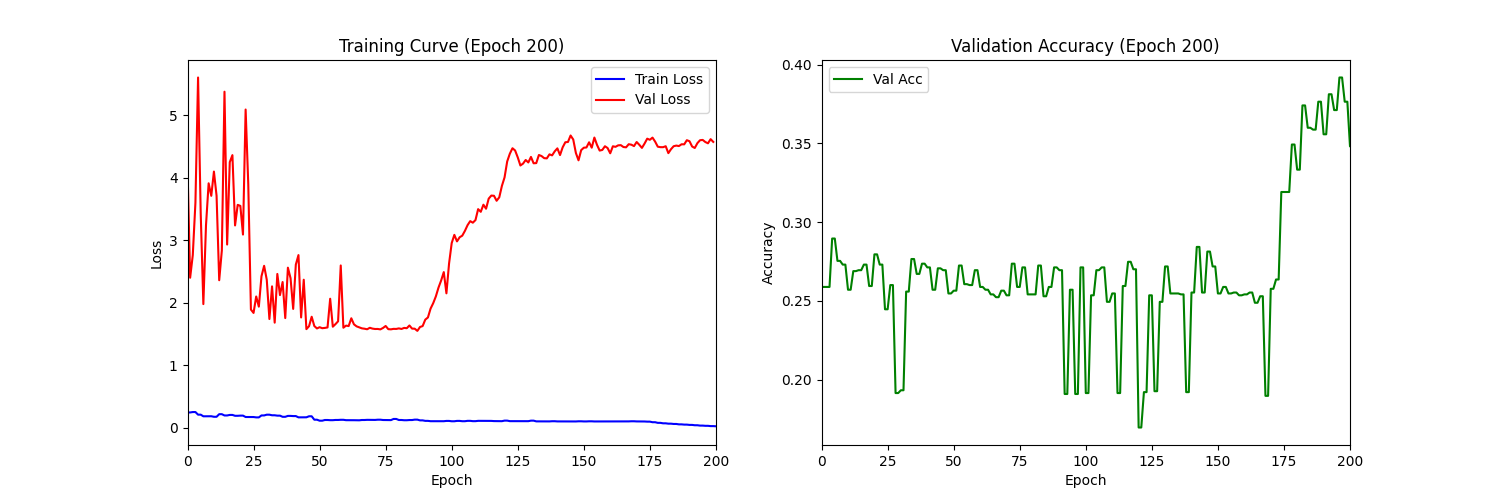 Training Curve (Epoch 200)
Train Loss
Val Loss
Loss
5
4
3
2
1
0
0 25 50 75 100 125 150 175 200
Epoch
Validation Accuracy (Epoch 200)
Val Acc
Accuracy
0.40
0.35
0.30
0.25
0.20
0 25 50 75 100 125 150 175 200
Epoch